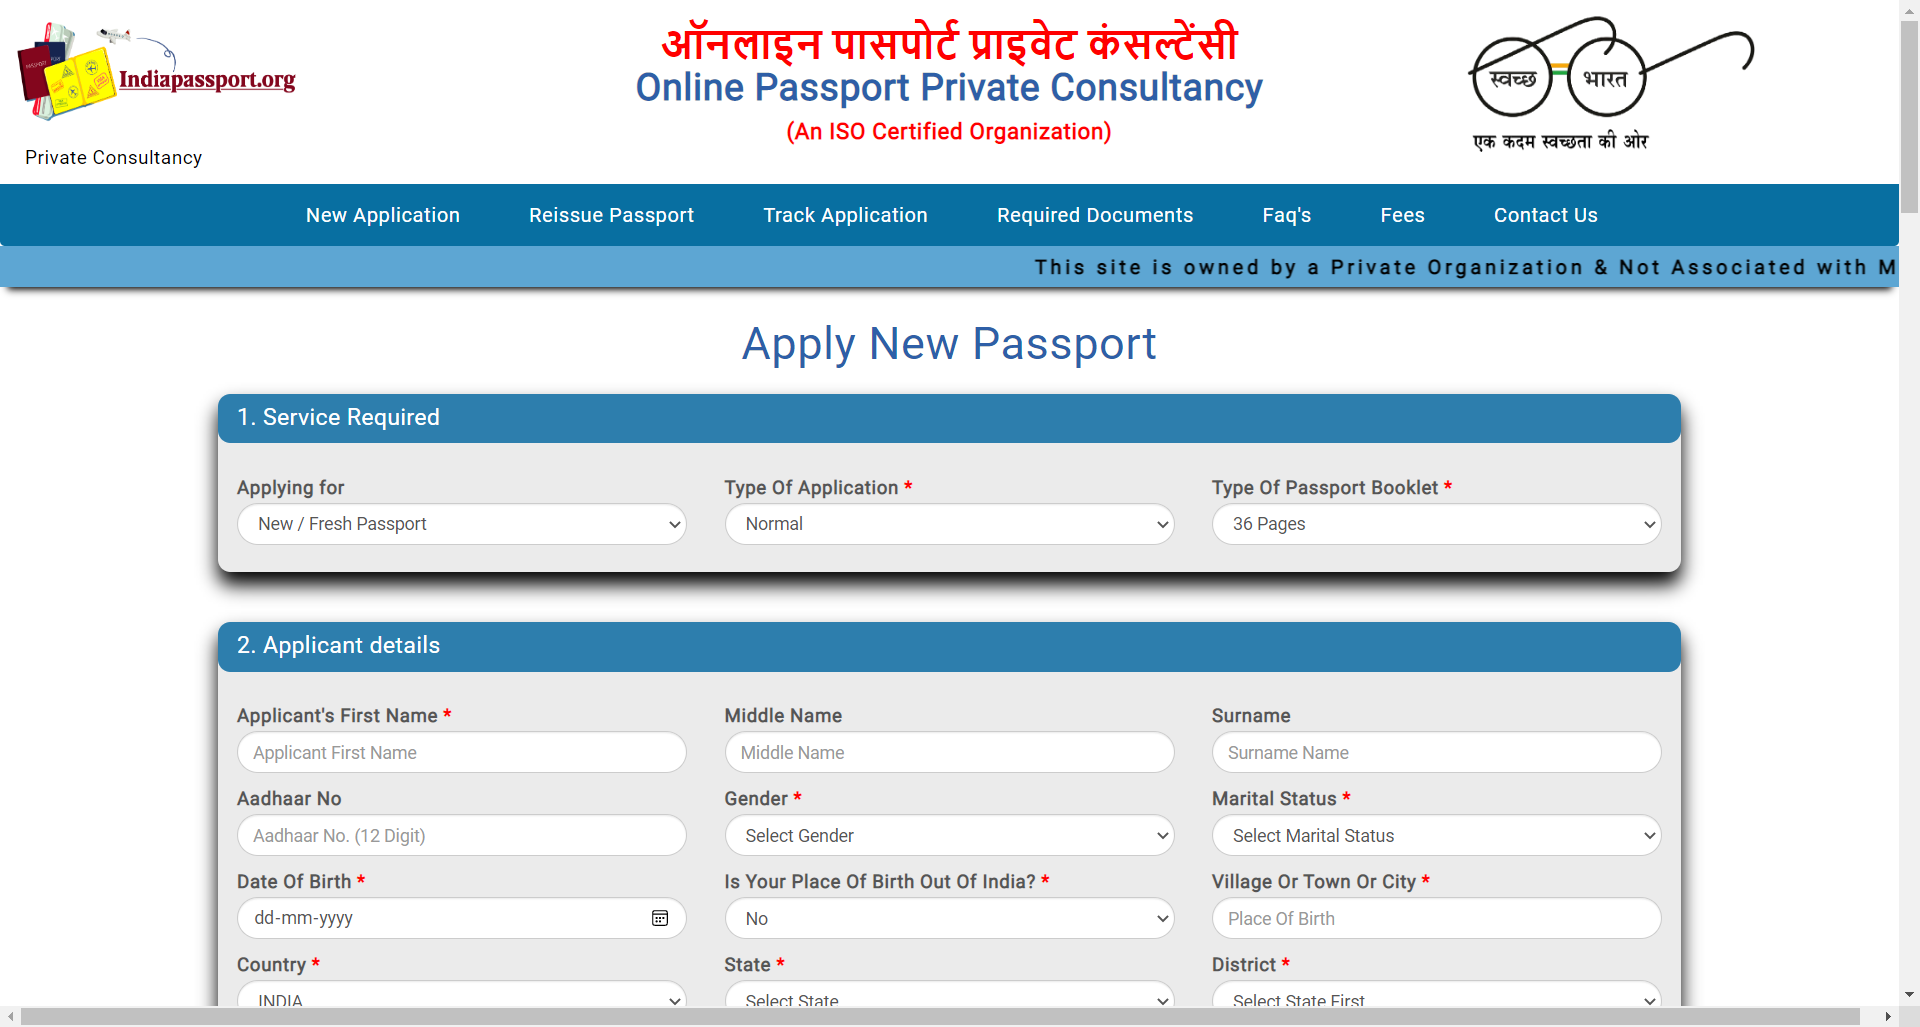 Indiapassport.org
Private Consultancy
ऑनलाइन पासपोर्ट प्राइवेट कंसल्टेंसी
Online Passport Private Consultancy
(An ISO Certified Organization)
स्वच्छ भारत
एक कदम स्वच्छता की ओर
New Application Reissue Passport Track Application Required Documents Faq's Fees Contact Us
This site is owned by a Private Organization & Not Associated with M
Apply New Passport
1. Service Required
Applying for Type Of Application * Type Of Passport Booklet *
New / Fresh Passport Normal 36 Pages
2. Applicant details
Applicant's First Name * Middle Name Surname
Applicant First Name Middle Name Surname Name
Aadhaar No Gender * Marital Status *
Aadhaar No. (12 Digit) Select Gender Select Marital Status
Date Of Birth * Is Your Place Of Birth Out Of India? * Village Or Town Or City *
dd-mm-yyyy No Place Of Birth
Country * State * District *
INDIA Select State Select State First